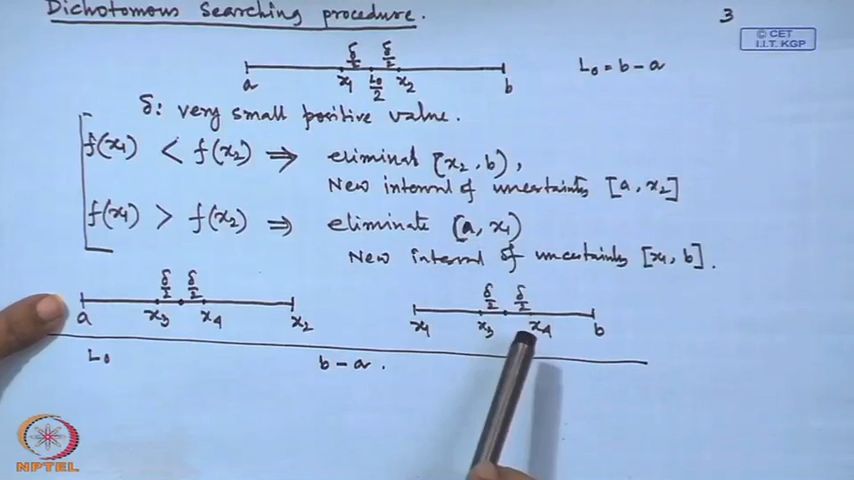 Dichotomous Searching procedure.
3
© CET
I.I.T. KGP
δ/2 δ/2
a x₁ L₀/2 x₂ b
L₀ = b - a
δ: very small positive value.
f(x₁) < f(x₂) ⇒ eliminat [x₂, b),
New interval of uncertainty [a, x₂]
f(x₁) > f(x₂) ⇒ eliminate (a, x₁)
New interval of uncertainty [x₁, b].
δ/2 δ/2
a x₃ x₄ x₂
δ/2 δ/2
x₁ x₃ x₄ b
L₀ b - a.
NPTEL